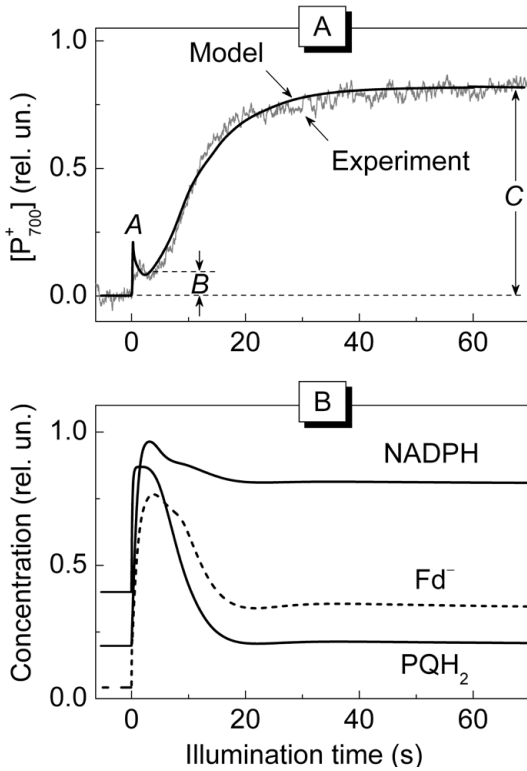 A
1.0
0.5
0.0
[P+700] (rel. un.)
Model
Experiment
A
B
C
0 20 40 60
B
1.0
0.5
0.0
Concentration (rel. un.)
NADPH
Fd–
PQH2
0 20 40 60
Illumination time (s)